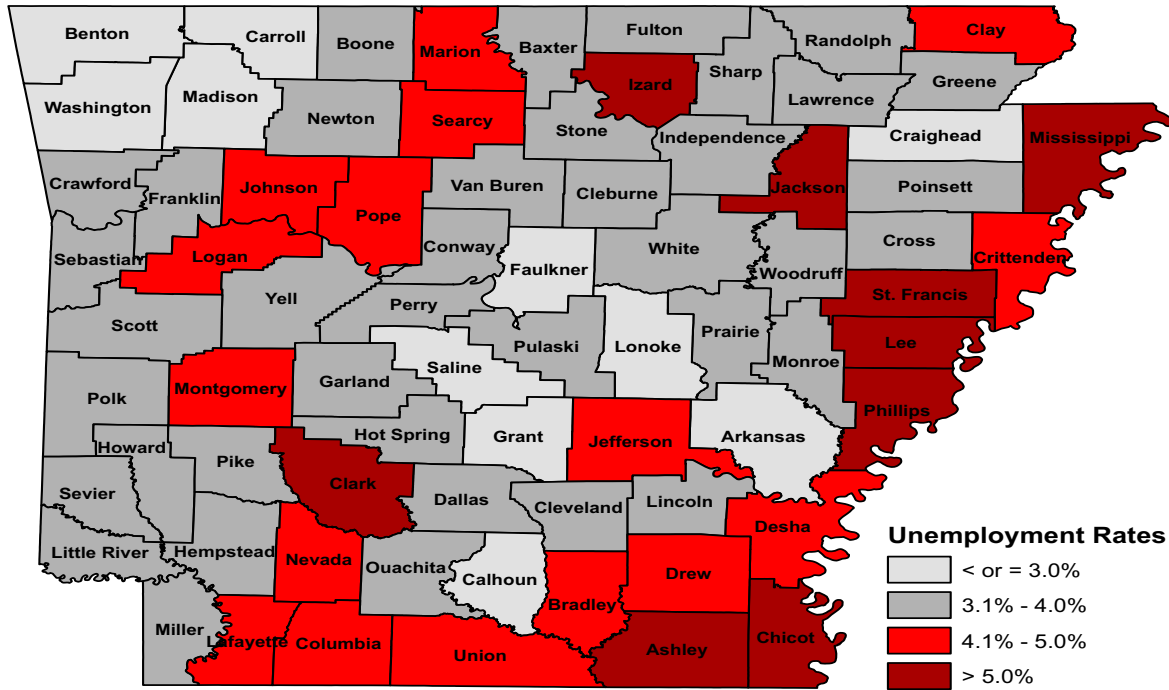 Benton
Carroll
Boone
Marion
Baxter
Fulton
Randolph
Clay
Izard
Sharp
Greene
Lawrence
Washington
Madison
Newton
Searcy
Stone
Independence
Craighead
Mississippi
Crawford
Franklin
Johnson
Pope
Van Buren
Cleburne
Jackson
Poinsett
Sebastian
Logan
Conway
Faulkner
White
Woodruff
Cross
Crittenden
Yell
Perry
St. Francis
Scott
Saline
Pulaski
Lonoke
Prairie
Monroe
Lee
Polk
Montgomery
Garland
Phillips
Howard
Hot Spring
Grant
Jefferson
Arkansas
Pike
Clark
Sevier
Dallas
Cleveland
Lincoln
Desha
Little River
Hempstead
Nevada
Ouachita
Calhoun
Bradley
Drew
Miller
Lafayette
Columbia
Union
Ashley
Chicot
Unemployment Rates
< or = 3.0%
3.1% - 4.0%
4.1% - 5.0%
> 5.0%